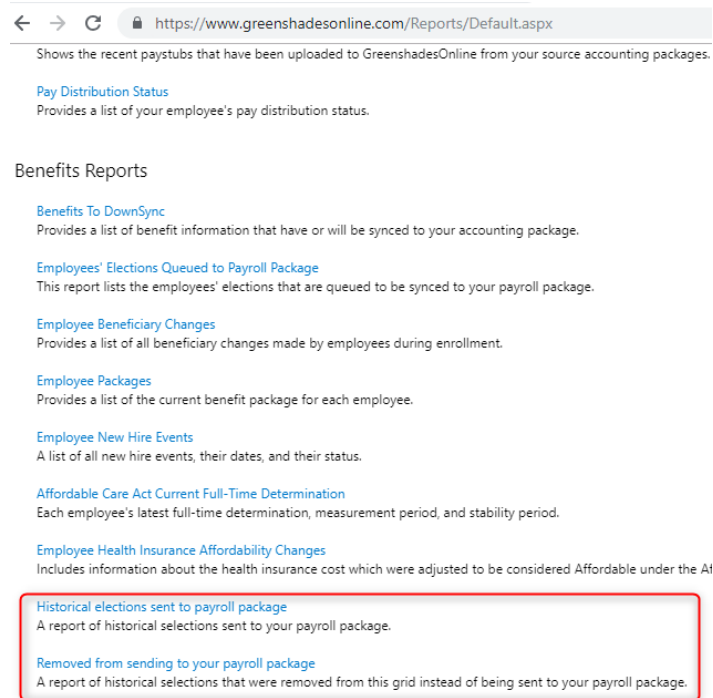 https://www.greenshadesonline.com/Reports/Default.aspx
Shows the recent paystubs that have been uploaded to GreenshadesOnline from your source accounting packages.
Pay Distribution Status
Provides a list of your employee's pay distribution status.
Benefits Reports
Benefits To DownSync
Provides a list of benefit information that have or will be synced to your accounting package.
Employees' Elections Queued to Payroll Package
This report lists the employees' elections that are queued to be synced to your payroll package.
Employee Beneficiary Changes
Provides a list of all beneficiary changes made by employees during enrollment.
Employee Packages
Provides a list of the current benefit package for each employee.
Employee New Hire Events
A list of all new hire events, their dates, and their status.
Affordable Care Act Current Full-Time Determination
Each employee's latest full-time determination, measurement period, and stability period.
Employee Health Insurance Affordability Changes
Includes information about the health insurance cost which were adjusted to be considered Affordable under the
Historical elections sent to payroll package
A report of historical selections sent to your payroll package.
Removed from sending to your payroll package
A report of historical selections that were removed from this grid instead of being sent to your payroll package.